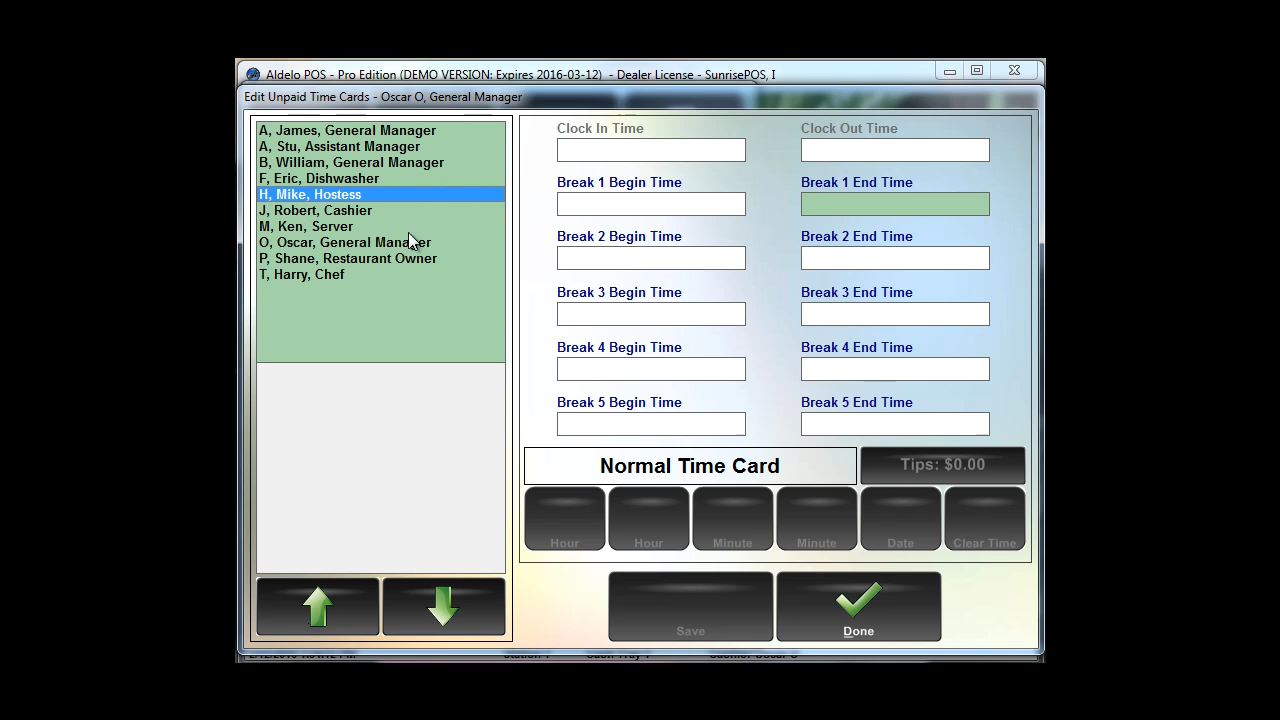 Aldelo POS - Pro Edition (DEMO VERSION: Expires 2016-03-12) - Dealer License - SunrisePOS, I
Edit Unpaid Time Cards - Oscar O, General Manager
A, James, General Manager
A, Stu, Assistant Manager
B, William, General Manager
F, Eric, Dishwasher
H, Mike, Hostess
J, Robert, Cashier
M, Ken, Server
O, Oscar, General Manager
P, Shane, Restaurant Owner
T, Harry, Chef
Clock In Time
Clock Out Time
Break 1 Begin Time
Break 1 End Time
Break 2 Begin Time
Break 2 End Time
Break 3 Begin Time
Break 3 End Time
Break 4 Begin Time
Break 4 End Time
Break 5 Begin Time
Break 5 End Time
Normal Time Card
Tips: $0.00
Hour
Hour
Minute
Minute
Date
Clear Time
Save
Done